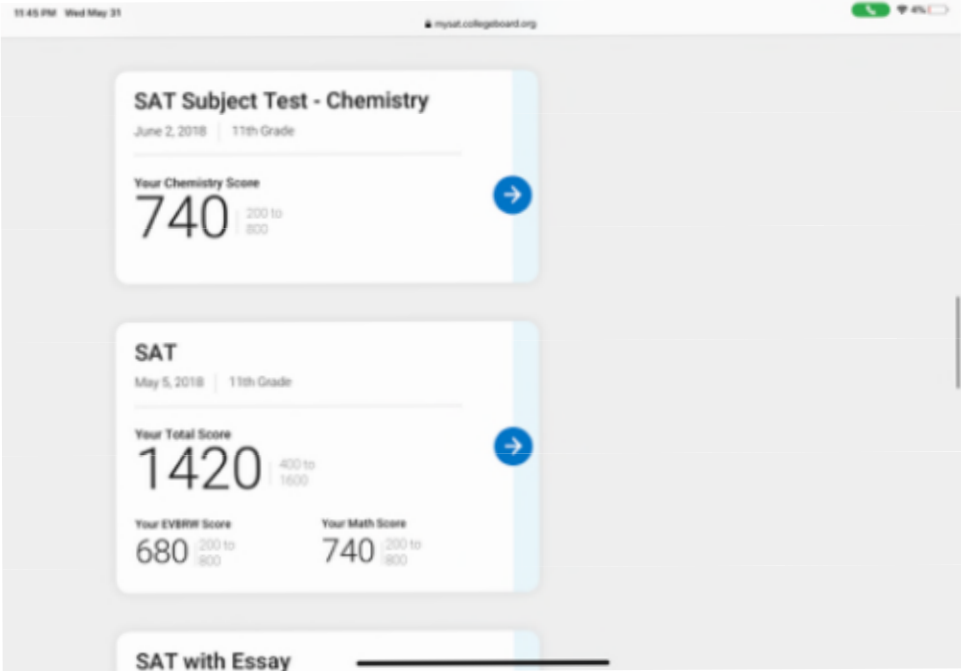 11:45 PM Wed May 31
mysat.collegeboard.org
4%
SAT Subject Test - Chemistry
June 2, 2018 11th Grade
Your Chemistry Score
740 200 to
800
SAT
May 5, 2018 11th Grade
Your Total Score
1420 400 to
1600
Your EVBRW Score Your Math Score
680 200 to
800 740 200 to
800
SAT with Essay